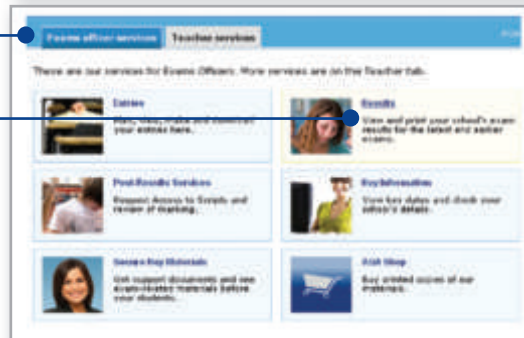 Exams officer services Teacher services
These are our services for Exams Officers. More services are on the Teacher tab.
Entries
your entries here.
Results
View and print your school's exam
results for the latest and earlier
exams.
Post-Results Services
Request Access to Scripts and
review of marking.
Key Information
View key dates and check your
school's details.
Secure Key Materials
Get support documents and see
exam-related materials before
your students.
Visit Shop
Buy printed copies of our
materials.